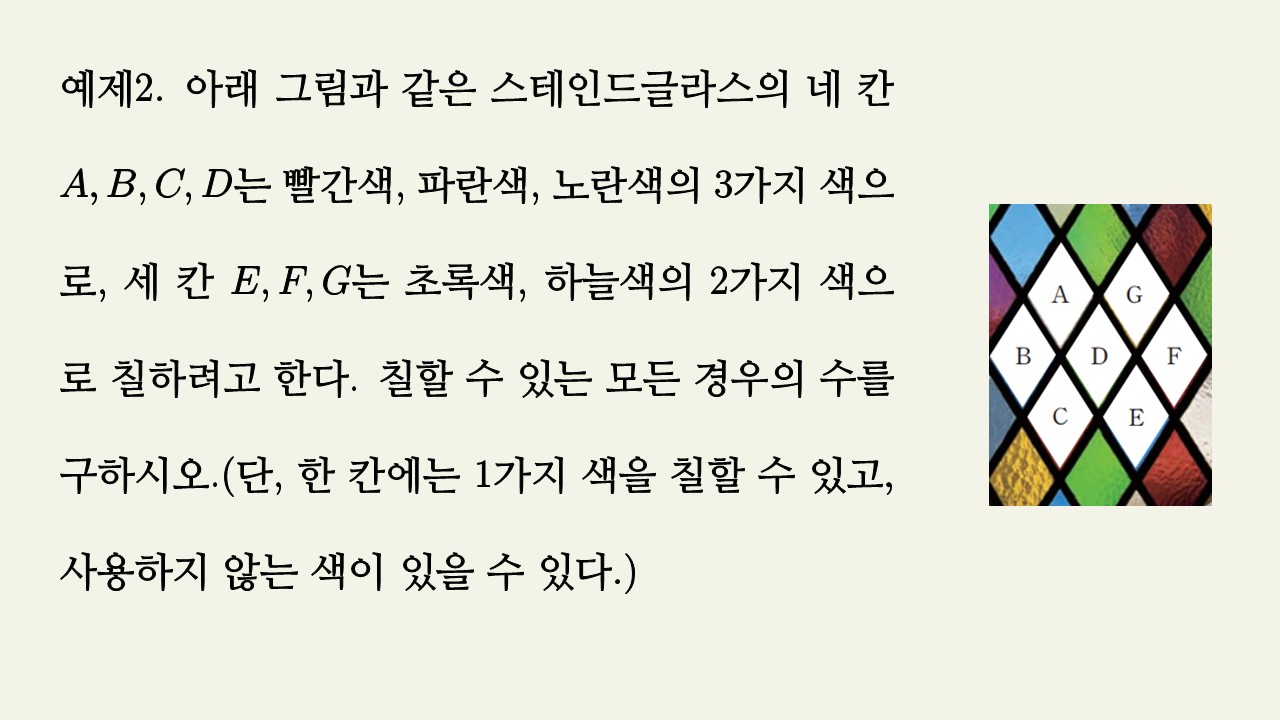 예제2. 아래 그림과 같은 스테인드글라스의 네 칸
A, B, C, D는 빨간색, 파란색, 노란색의 3가지 색으
로, 세 칸 E, F, G는 초록색, 하늘색의 2가지 색으
로 칠하려고 한다. 칠할 수 있는 모든 경우의 수를
구하시오.(단, 한 칸에는 1가지 색을 칠할 수 있고,
사용하지 않는 색이 있을 수 있다.)
A G
B D F
C E